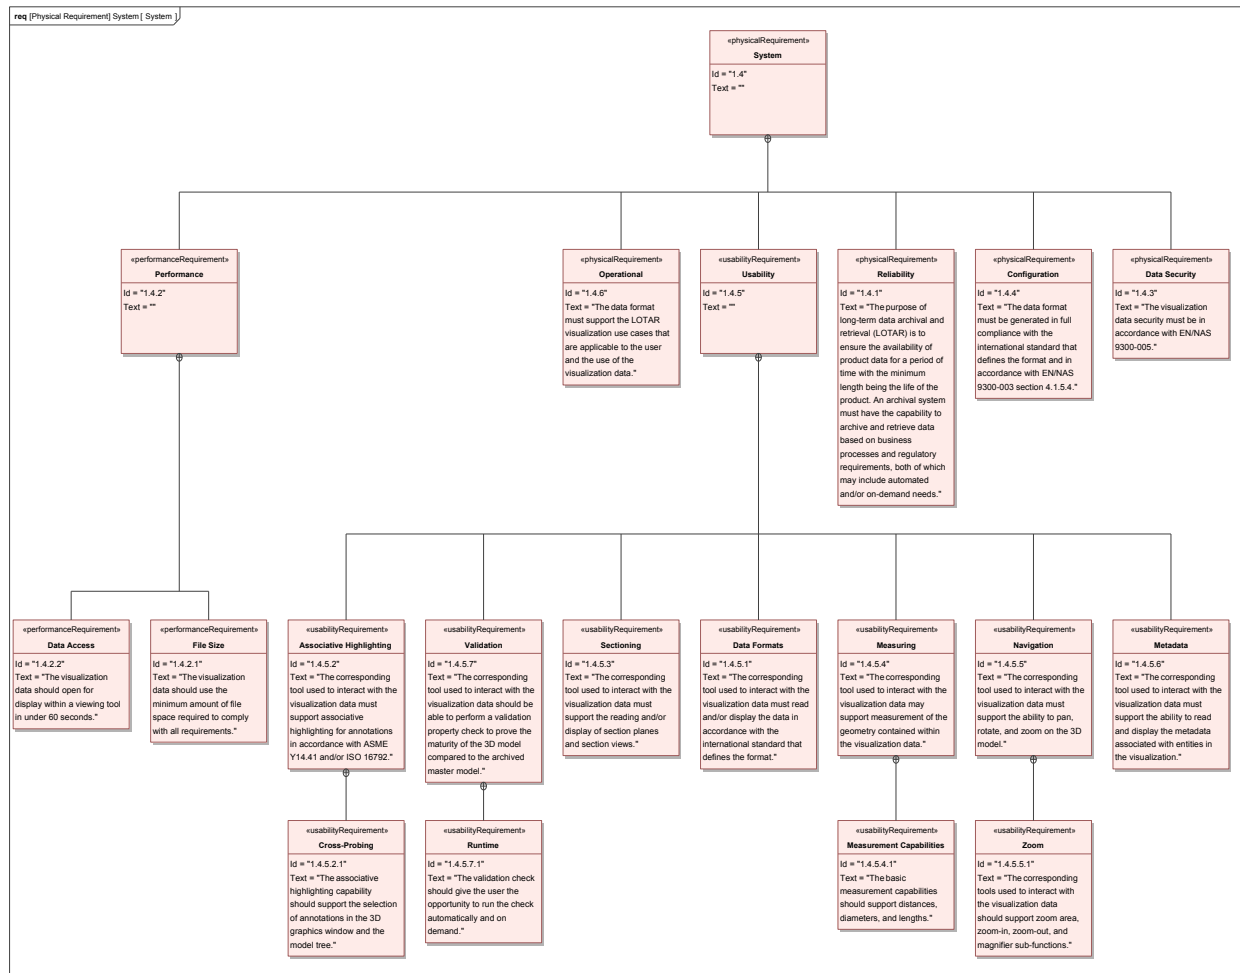 req [Physical Requirement] System [ System ]
«physicalRequirement»
System
Id = "1.4"
Text = ""
«performanceRequirement»
Performance
Id = "1.4.2"
Text = ""
«physicalRequirement»
Operational
Id = "1.4.6"
Text = "The data format
must support the LOTAR
visualization use cases that
are applicable to the user
and the use of the
visualization data."
«usabilityRequirement»
Usability
Id = "1.4.5"
Text = ""
«physicalRequirement»
Reliability
Id = "1.4.1"
Text = "The purpose of
long-term data archival and
retrieval (LOTAR) is to
ensure the availability of
product data for a period of
time with the minimum
length being the life of the
product. An archival system
must have the capability to
archive and retrieve data
based on business
processes and regulatory
requirements, both of which
may include automated
and/or on-demand needs."
«physicalRequirement»
Configuration
Id = "1.4.4"
Text = "The data format
must be generated in full
compliance with the
international standard that
defines the format and in
accordance with EN/NAS
9300-003 section 4.1.5.4."
«physicalRequirement»
Data Security
Id = "1.4.3"
Text = "The visualization
data security must be in
accordance with EN/NAS
9300-005."
«performanceRequirement»
Data Access
Id = "1.4.2.2"
Text = "The visualization
data should open for
display within a viewing tool
in under 60 seconds."
«performanceRequirement»
File Size
Id = "1.4.2.1"
Text = "The visualization
data should use the
minimum amount of file
space required to comply
with all requirements."
«usabilityRequirement»
Associative Highlighting
Id = "1.4.5.2"
Text = "The corresponding
tool used to interact with the
visualization data must
support associative
highlighting for annotations
in accordance with ASME
Y14.41 and/or ISO 16792."
«usabilityRequirement»
Validation
Id = "1.4.5.7"
Text = "The corresponding
tool used to interact with the
visualization data should be
able to perform a validation
property check to prove the
maturity of the 3D model
compared to the archived
master model."
«usabilityRequirement»
Sectioning
Id = "1.4.5.3"
Text = "The corresponding
tool used to interact with the
visualization data must
support the reading and/or
display of section planes
and section views."
«usabilityRequirement»
Data Formats
Id = "1.4.5.1"
Text = "The corresponding
tool used to interact with the
visualization data must read
and/or display the data in
accordance with the
international standard that
defines the format."
«usabilityRequirement»
Measuring
Id = "1.4.5.4"
Text = "The corresponding
tool used to interact with the
visualization data may
support measurement of the
geometry contained within
the visualization data."
«usabilityRequirement»
Navigation
Id = "1.4.5.5"
Text = "The corresponding
tool used to interact with the
visualization data must
support the ability to pan,
rotate, and zoom on the 3D
model."
«usabilityRequirement»
Metadata
Id = "1.4.5.6"
Text = "The corresponding
tool used to interact with the
visualization data must
support the ability to read
and display the metadata
associated with entities in
the visualization."
«usabilityRequirement»
Cross-Probing
Id = "1.4.5.2.1"
Text = "The associative
highlighting capability
should support the selection
of annotations in the 3D
graphics window and the
model tree."
«usabilityRequirement»
Runtime
Id = "1.4.5.7.1"
Text = "The validation check
should give the user the
opportunity to run the check
automatically and on
demand."
«usabilityRequirement»
Measurement Capabilities
Id = "1.4.5.4.1"
Text = "The basic
measurement capabilities
should support distances,
diameters, and lengths."
«usabilityRequirement»
Zoom
Id = "1.4.5.5.1"
Text = "The corresponding
tools used to interact with
the visualization data
should support zoom area,
zoom-in, zoom-out, and
magnifier sub-functions."